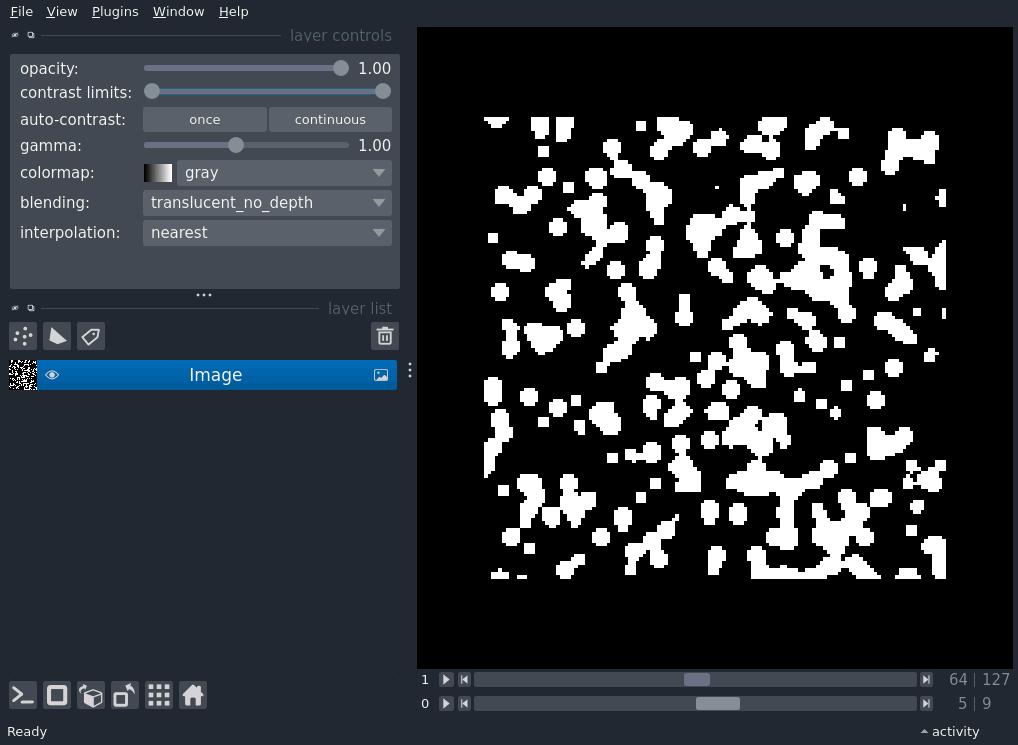 File View Plugins Window Help
layer controls
opacity: 1.00
contrast limits:
auto-contrast: once continuous
gamma: 1.00
colormap: gray
blending: translucent_no_depth
interpolation: nearest
layer list
Image
1 64 | 127
0 5 | 9
Ready activity